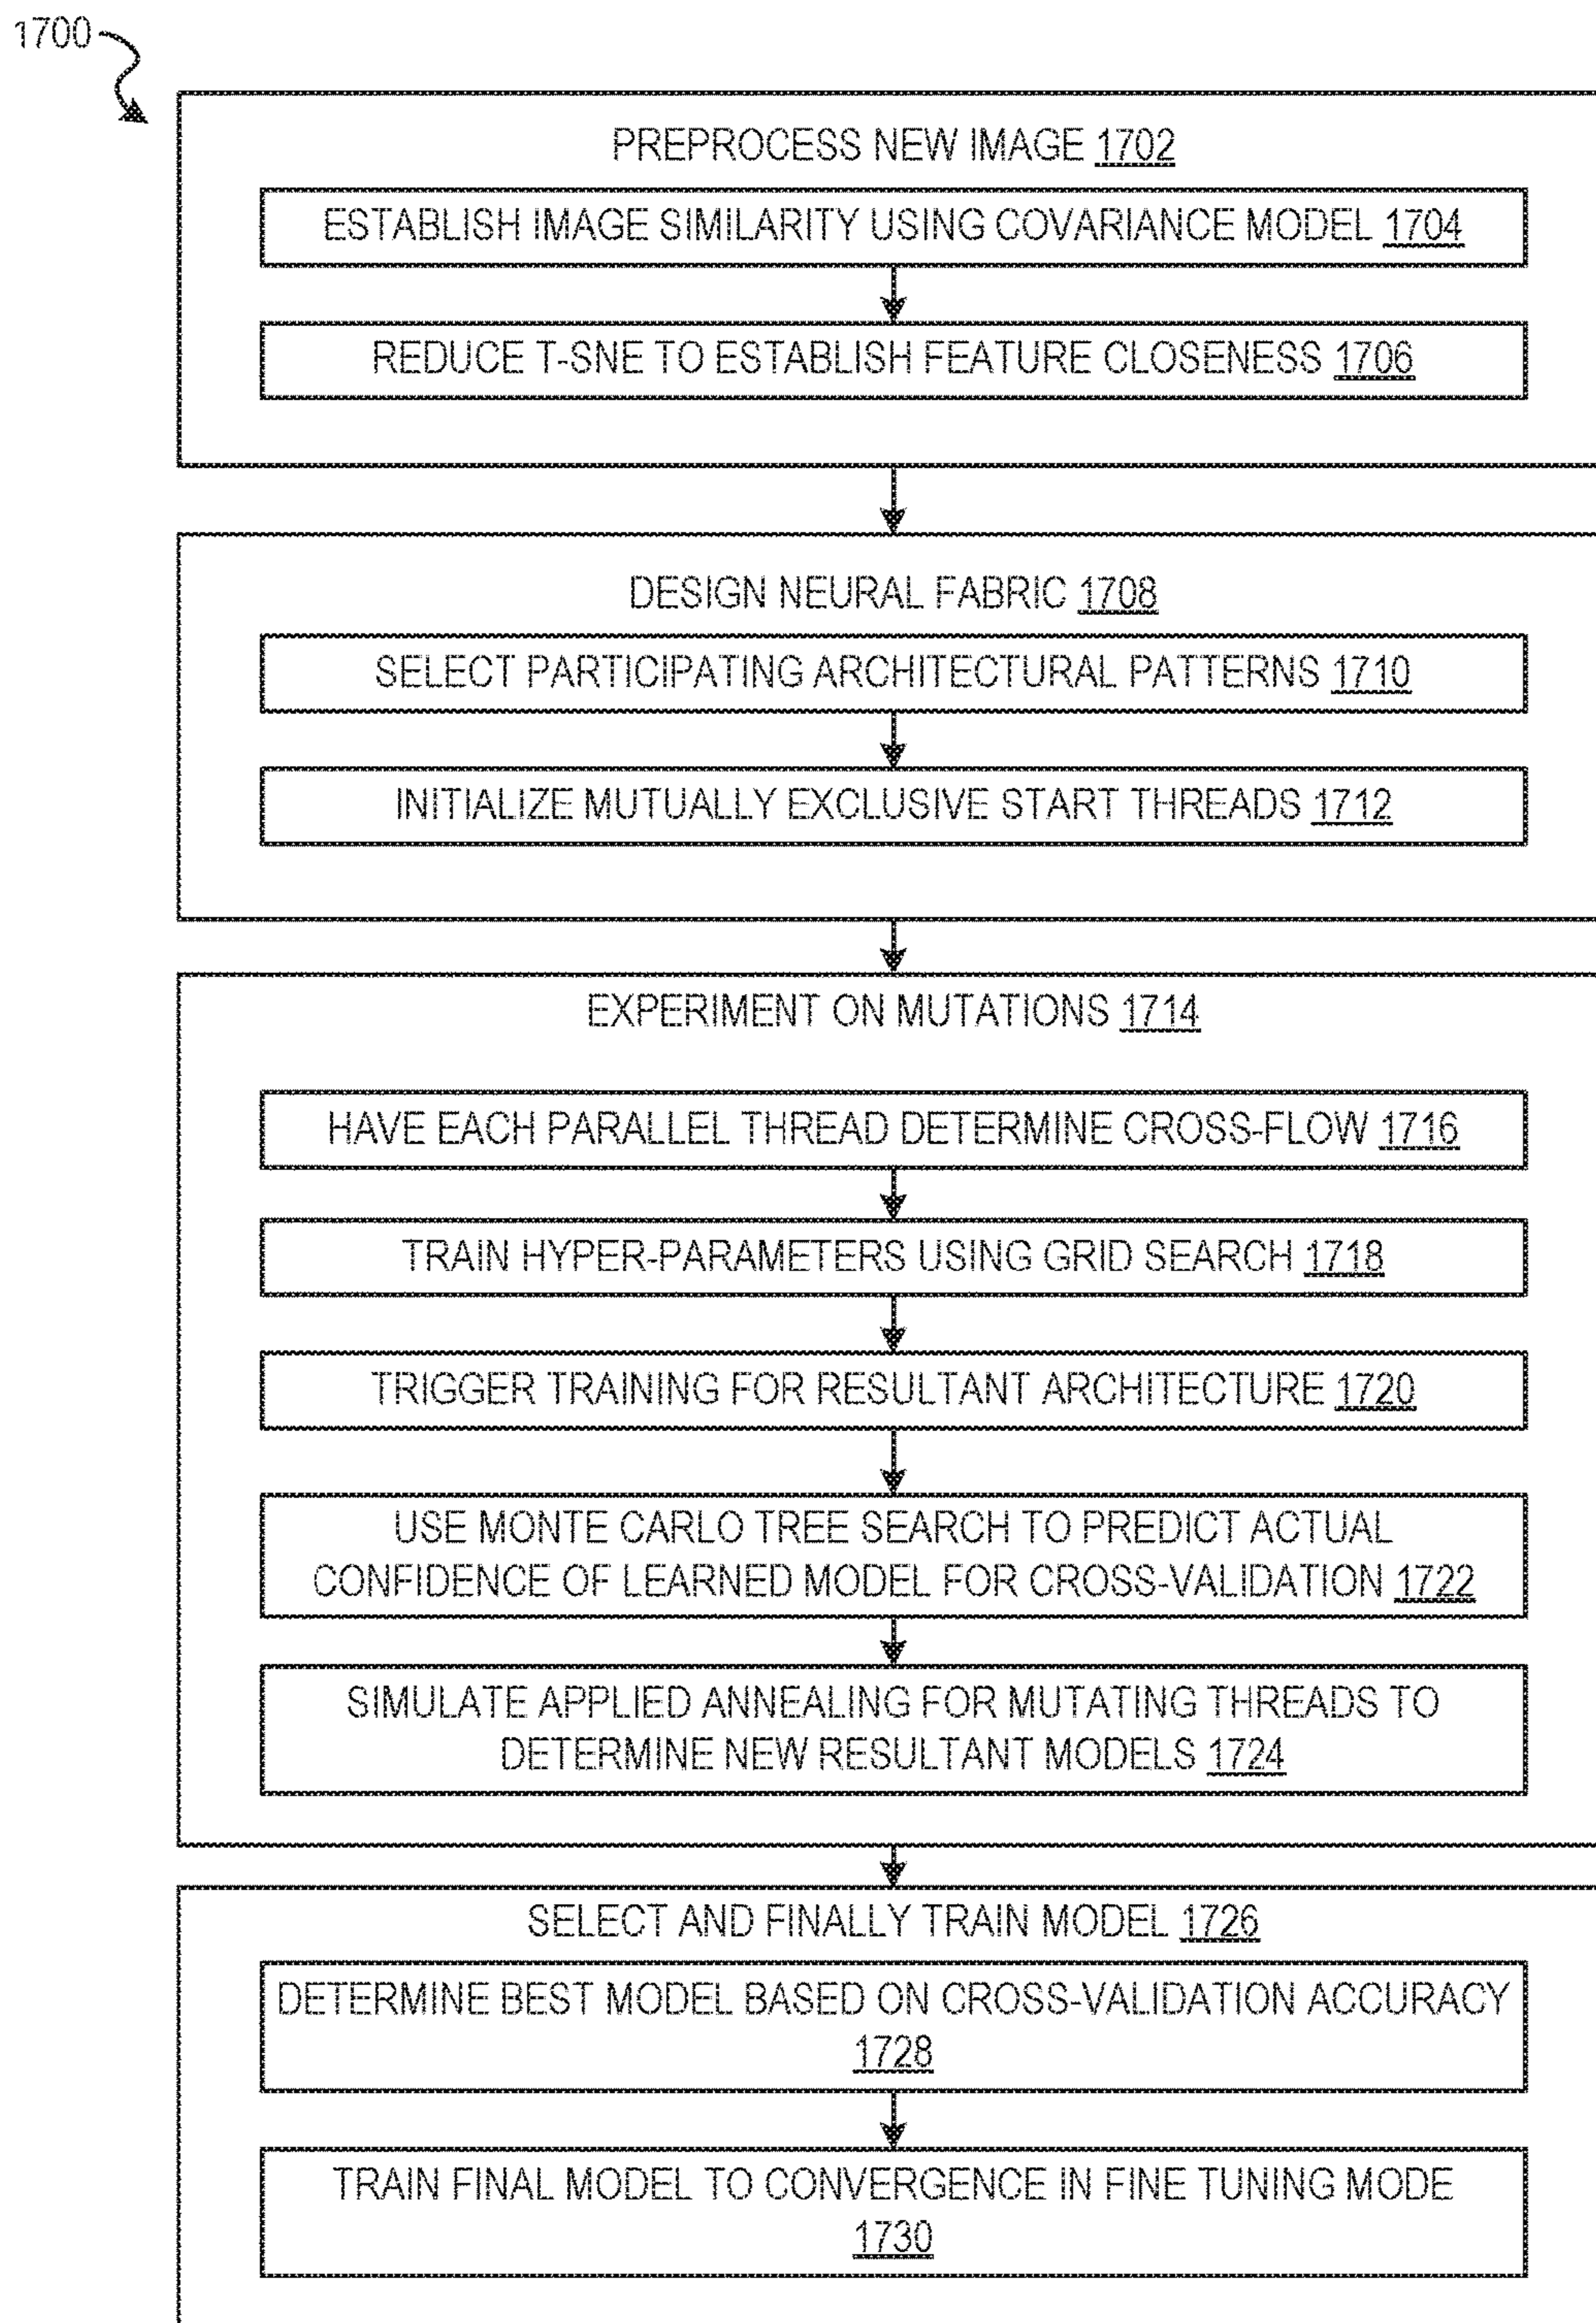 1700
PREPROCESS NEW IMAGE 1702
ESTABLISH IMAGE SIMILARITY USING COVARIANCE MODEL 1704
REDUCE T-SNE TO ESTABLISH FEATURE CLOSENESS 1706
DESIGN NEURAL FABRIC 1708
SELECT PARTICIPATING ARCHITECTURAL PATTERNS 1710
INITIALIZE MUTUALLY EXCLUSIVE START THREADS 1712
EXPERIMENT ON MUTATIONS 1714
HAVE EACH PARALLEL THREAD DETERMINE CROSS-FLOW 1716
TRAIN HYPER-PARAMETERS USING GRID SEARCH 1718
TRIGGER TRAINING FOR RESULTANT ARCHITECTURE 1720
USE MONTE CARLO TREE SEARCH TO PREDICT ACTUAL
CONFIDENCE OF LEARNED MODEL FOR CROSS-VALIDATION 1722
SIMULATE APPLIED ANNEALING FOR MUTATING THREADS TO
DETERMINE NEW RESULTANT MODELS 1724
SELECT AND FINALLY TRAIN MODEL 1726
DETERMINE BEST MODEL BASED ON CROSS-VALIDATION ACCURACY
1728
TRAIN FINAL MODEL TO CONVERGENCE IN FINE TUNING MODE
1730